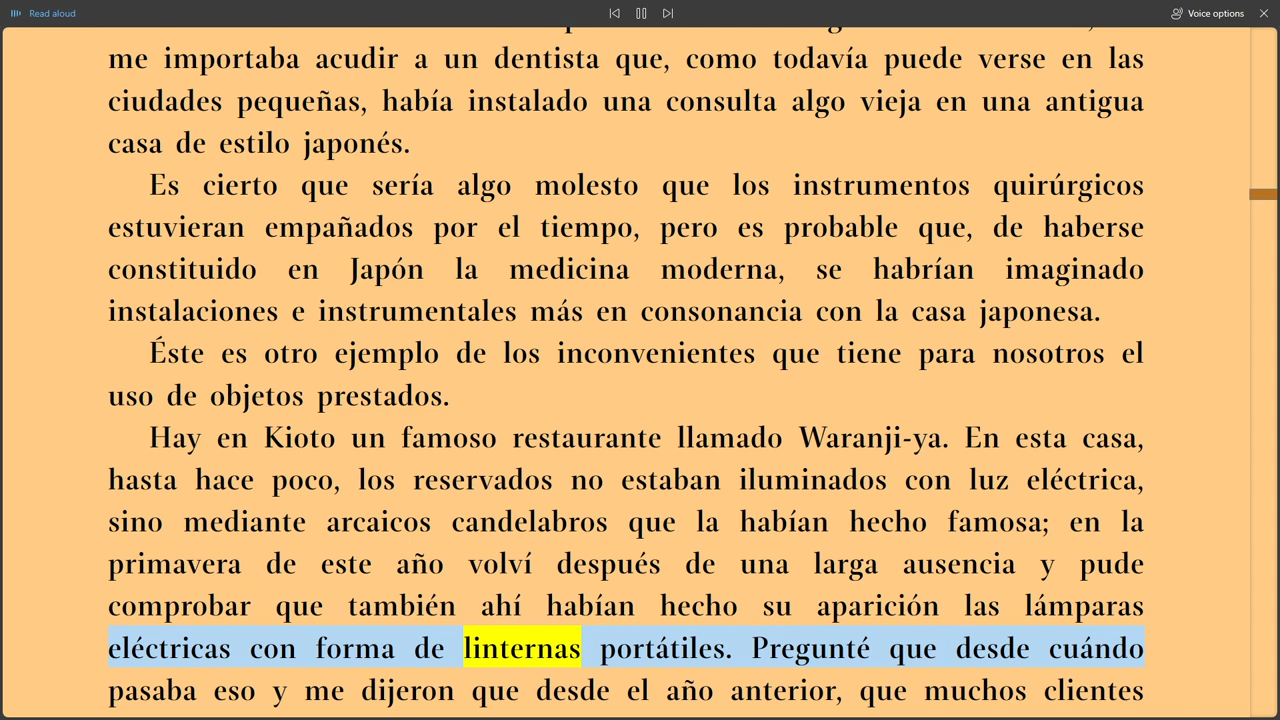 Read aloud
Voice options
me importaba acudir a un dentista que, como todavía puede verse en las
ciudades pequeñas, había instalado una consulta algo vieja en una antigua
casa de estilo japonés.
Es cierto que sería algo molesto que los instrumentos quirúrgicos
estuvieran empañados por el tiempo, pero es probable que, de haberse
constituido en Japón la medicina moderna, se habrían imaginado
instalaciones e instrumentales más en consonancia con la casa japonesa.
Éste es otro ejemplo de los inconvenientes que tiene para nosotros el
uso de objetos prestados.
Hay en Kioto un famoso restaurante llamado Waranji-ya. En esta casa,
hasta hace poco, los reservados no estaban iluminados con luz eléctrica,
sino mediante arcaicos candelabros que la habían hecho famosa; en la
primavera de este año volví después de una larga ausencia y pude
comprobar que también ahí habían hecho su aparición las lámparas
eléctricas con forma de linternas portátiles. Pregunté que desde cuándo
pasaba eso y me dijeron que desde el año anterior, que muchos clientes